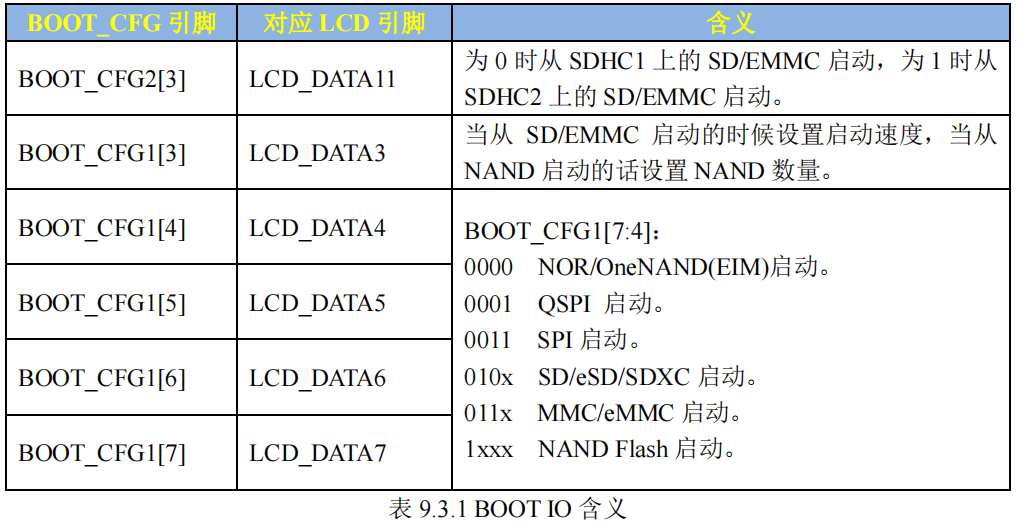 BOOT_CFG 引脚 对应 LCD 引脚 含义
BOOT_CFG2[3] LCD_DATA11 为 0 时从 SDHC1 上的 SD/EMMC 启动，为 1 时从
SDHC2 上的 SD/EMMC 启动。
BOOT_CFG1[3] LCD_DATA3 当从 SD/EMMC 启动的时候设置启动速度，当从
NAND 启动的话设置 NAND 数量。
BOOT_CFG1[4] LCD_DATA4
BOOT_CFG1[5] LCD_DATA5
BOOT_CFG1[6] LCD_DATA6
BOOT_CFG1[7] LCD_DATA7
BOOT_CFG1[7:4]：
0000 NOR/OneNAND(EIM)启动。
0001 QSPI 启动。
0011 SPI 启动。
010x SD/eSD/SDXC 启动。
011x MMC/eMMC 启动。
1xxx NAND Flash 启动。
表 9.3.1 BOOT IO 含义